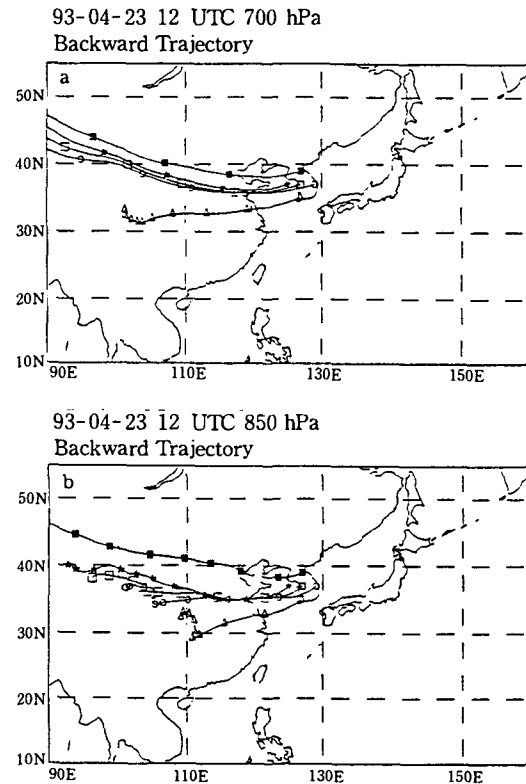 93-04-23 12 UTC 700 hPa
Backward Trajectory
a
50N
40N
30N
20N
10N
90E 110E 130E 150E
93-04-23 12 UTC 850 hPa
Backward Trajectory
b
50N
40N
30N
20N
10N
90E 110E 130E 150E